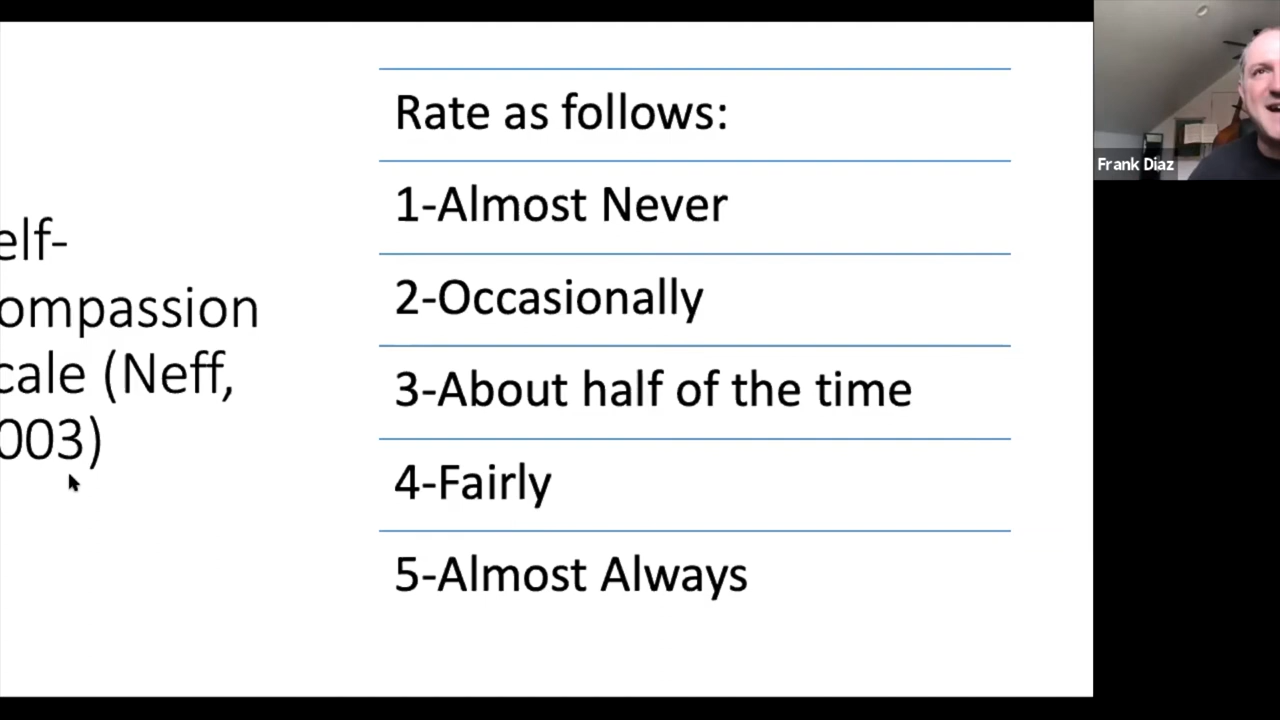 elf-
ompassion
cale (Neff,
003)
Rate as follows:
1-Almost Never
2-Occasionally
3-About half of the time
4-Fairly
5-Almost Always
Frank Diaz